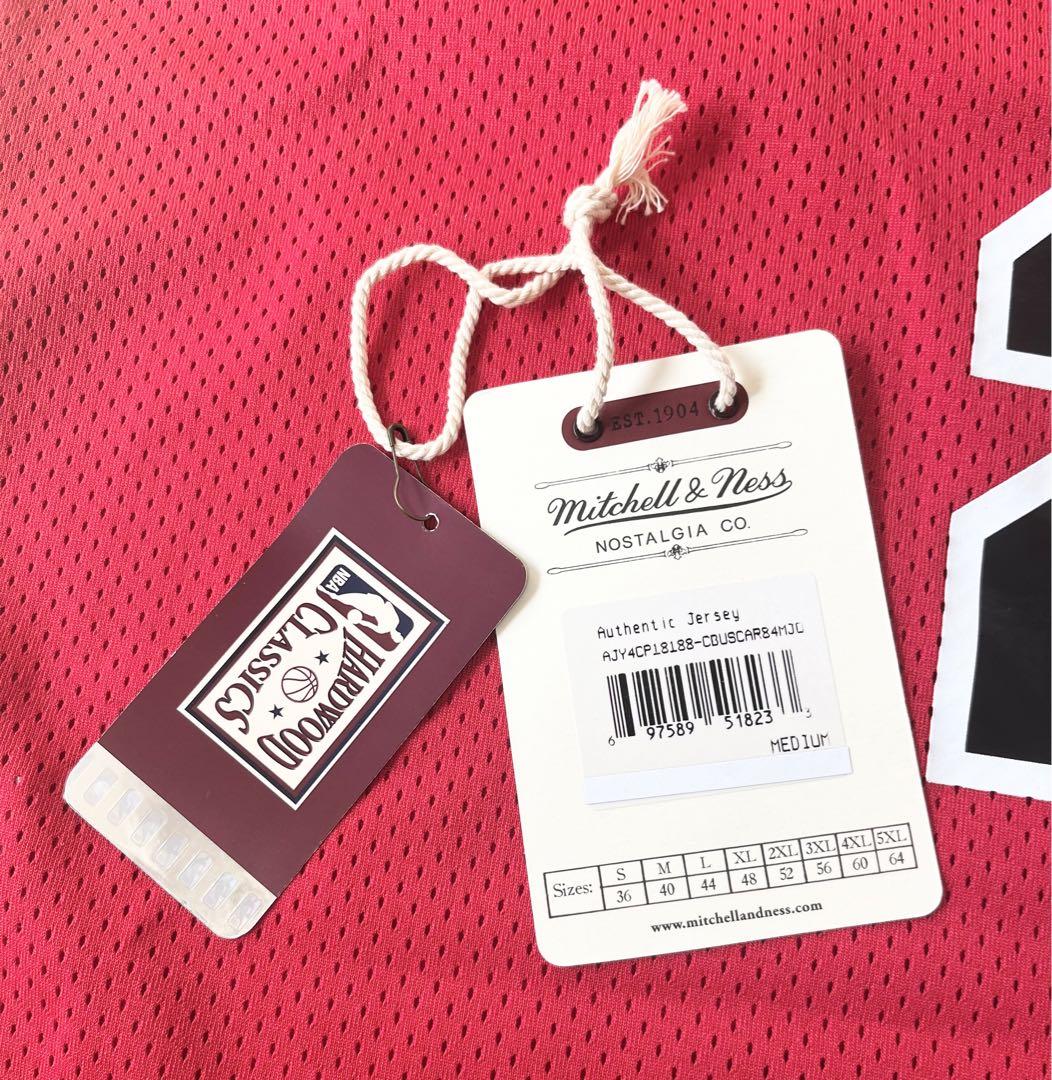 EST.1904
Mitchell & Ness
NOSTALGIA CO.
Authentic Jersey
AJY4CP18188-CBUSCAR84MJO
6 97589 51823 3
MEDIUM
Sizes: S M L XL 2XL 3XL 4XL 5XL
36 40 44 48 52 56 60 64
www.mitchellandness.com
NBA
HARDWOOD
CLASSICS